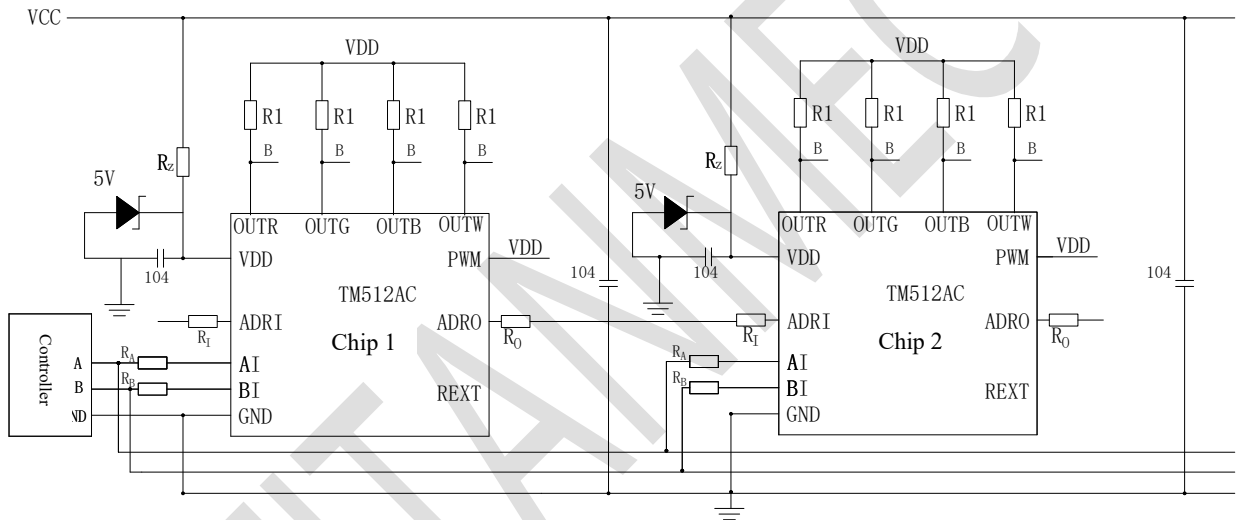 VCC
VDD
VDD
R1 R1 R1 R1
R1 R1 R1 R1
B B B B
B B B B
RZ
RZ
5V
5V
OUTR OUTG OUTB OUTW
OUTR OUTG OUTB OUTW
104
VDD
PWM
VDD
104
104
VDD
PWM
VDD
104
TM512AC
TM512AC
RI
ADRI
Chip 1
ADRO
RO
RI
ADRI
Chip 2
ADRO
RO
Controller
A
B
ND
RA
RB
AI
BI
GND
REXT
RA
RB
AI
BI
GND
REXT